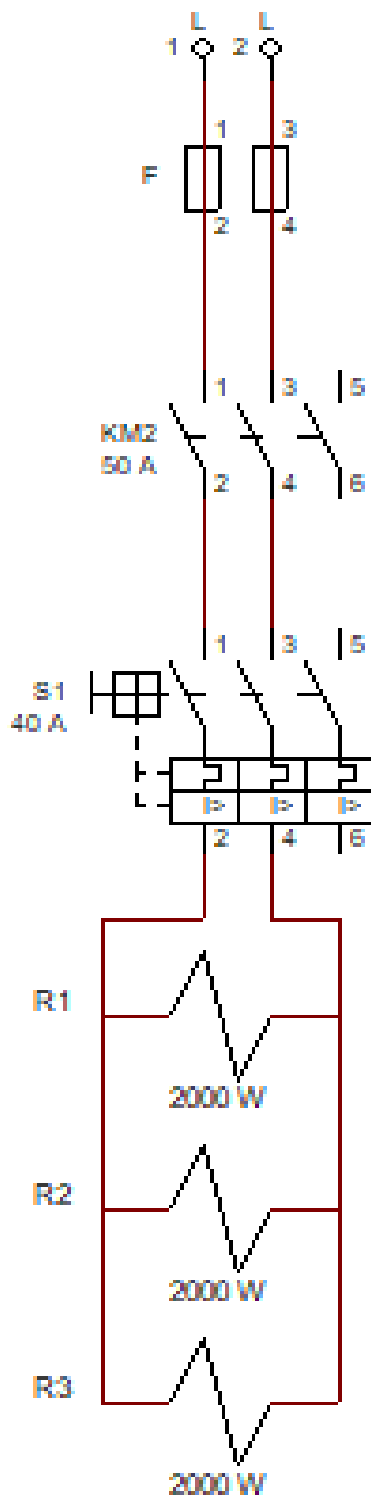 L L
1 2
1 3
F
2 4
1 3 5
KM2
50 A
2 4 6
1 3 5
S1
40 A
I> I> I>
2 4 6
R1
2000 W
R2
2000 W
R3
2000 W